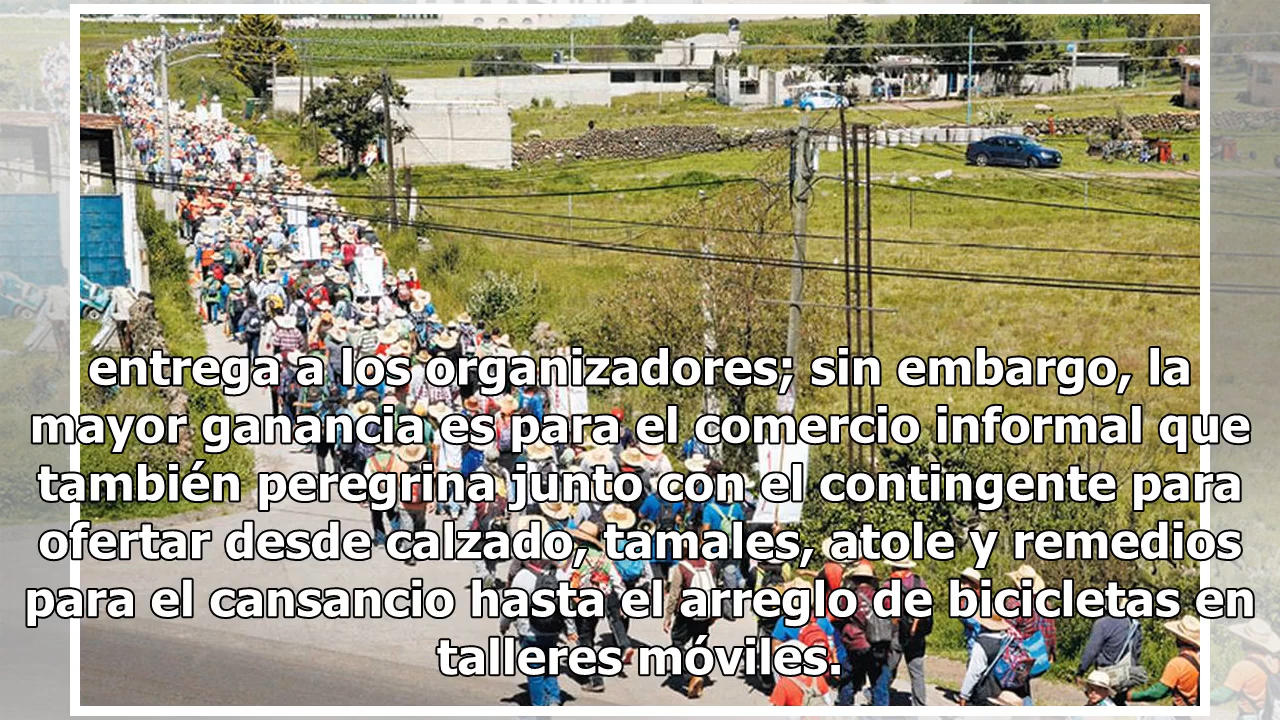 entrega a los organizadores; sin embargo, la
mayor ganancia es para el comercio informal que
también peregrina junto con el contingente para
ofertar desde calzado, tamales, atole y remedios
para el cansancio hasta el arreglo de bicicletas en
talleres móviles.